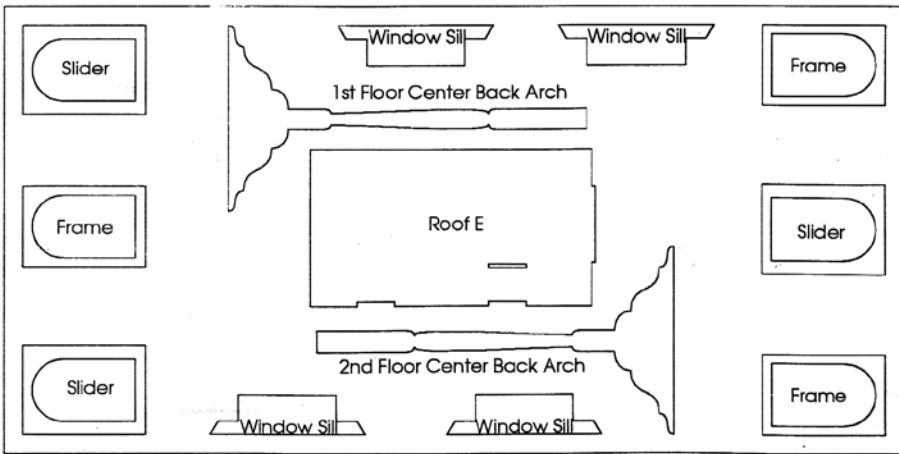 Window Sill
Window Sill
Slider
Frame
1st Floor Center Back Arch
Frame
Roof E
Slider
2nd Floor Center Back Arch
Slider
Frame
Window Sill
Window Sill